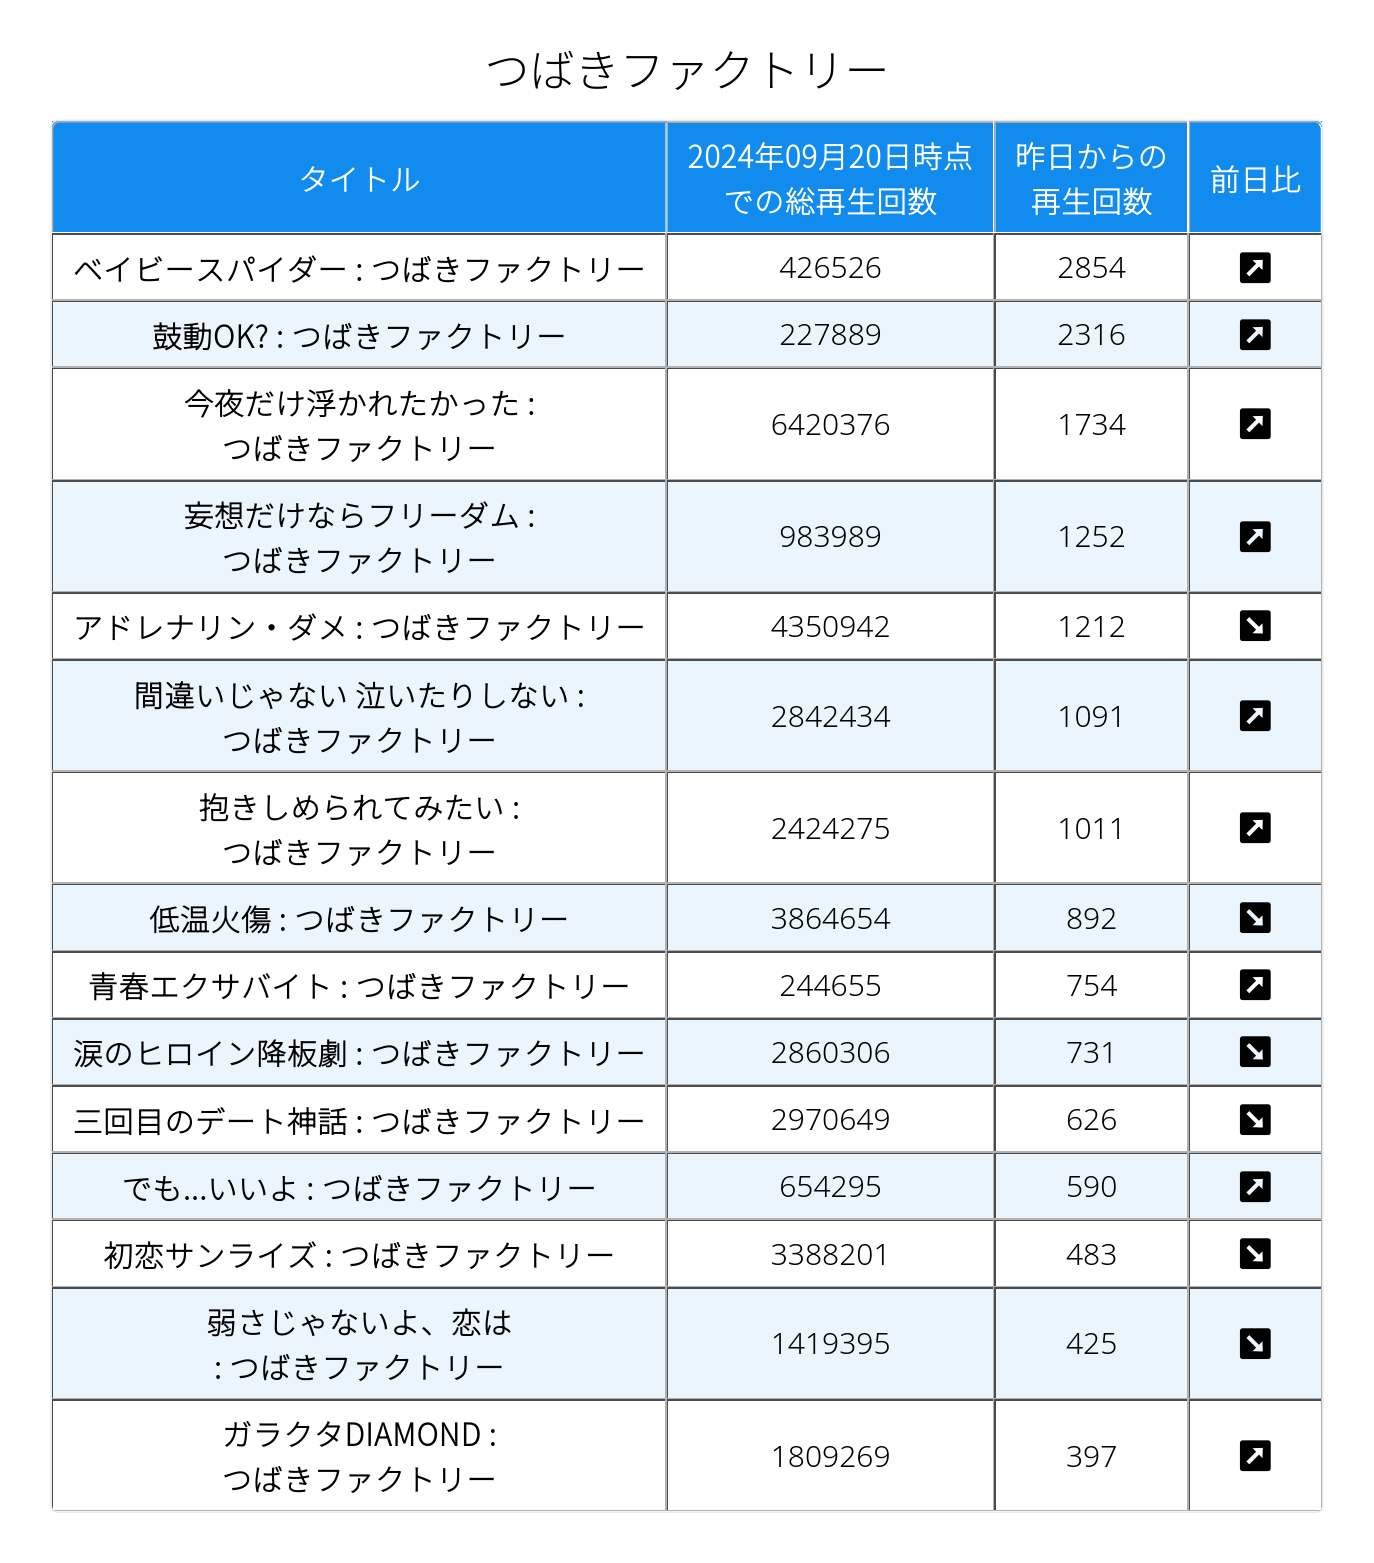 つばきファクトリー
タイトル
2024年09月20日時点
での総再生回数
昨日からの
再生回数
前日比
ベイビースパイダー : つばきファクトリー 426526 2854
鼓動OK? : つばきファクトリー 227889 2316
今夜だけ浮かれたかった :
つばきファクトリー
6420376 1734
妄想だけならフリーダム :
つばきファクトリー
983989 1252
アドレナリン・ダメ : つばきファクトリー 4350942 1212
間違いじゃない 泣いたりしない :
つばきファクトリー
2842434 1091
抱きしめられてみたい :
つばきファクトリー
2424275 1011
低温火傷 : つばきファクトリー 3864654 892
青春エクサバイト : つばきファクトリー 244655 754
涙のヒロイン降板劇 : つばきファクトリー 2860306 731
三回目のデート神話 : つばきファクトリー 2970649 626
でも...いいよ : つばきファクトリー 654295 590
初恋サンライズ : つばきファクトリー 3388201 483
弱さじゃないよ、恋は
: つばきファクトリー
1419395 425
ガラクタDIAMOND :
つばきファクトリー
1809269 397